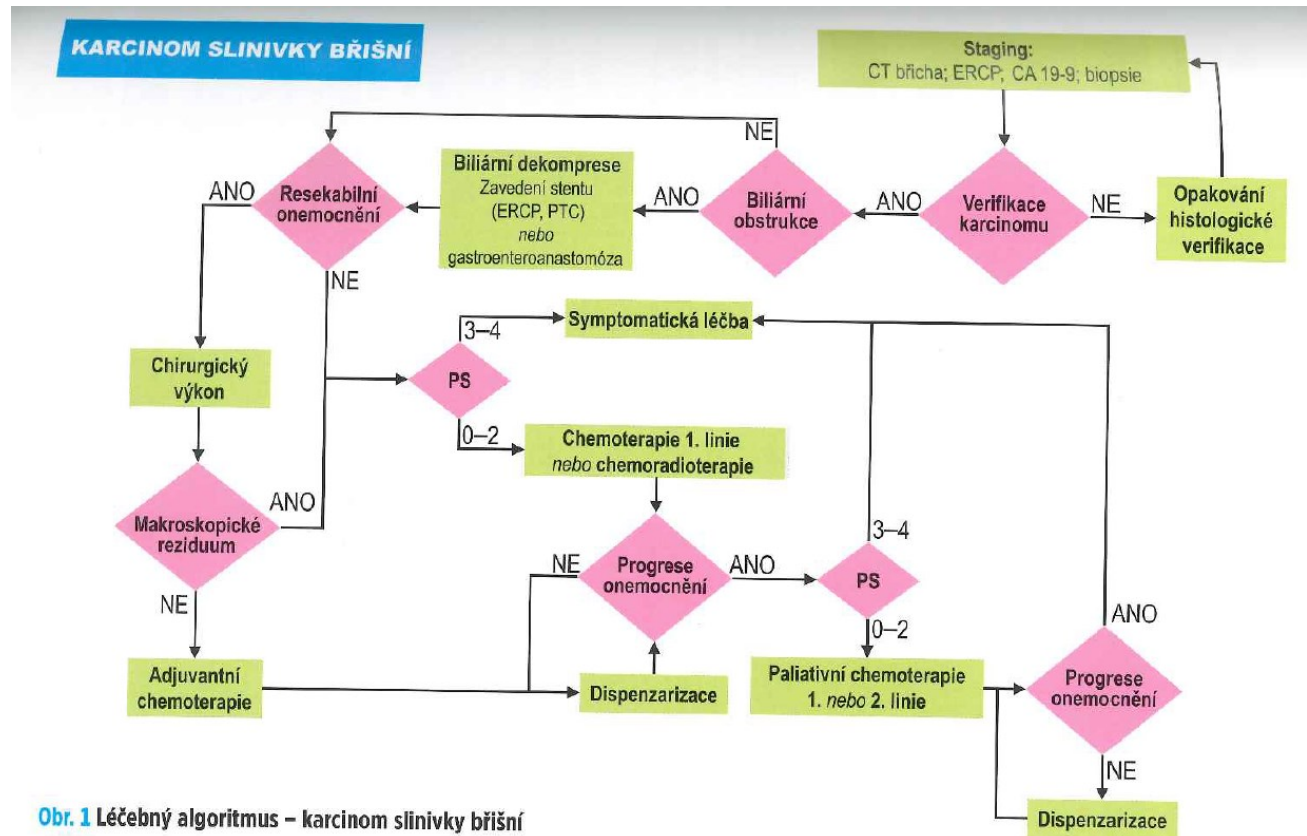 KARCINOM SLINIVKY BŘIŠNÍ
Staging:
CT břicha; ERCP; CA 19-9; biopsie
NE
Resekabilní
onemocnění
ANO
NE
Biliární dekomprese
Zavedení stentu
(ERCP, PTC)
nebo
gastroenteroanastomóza
ANO
Biliární
obstrukce
ANO
Verifikace
karcinomu
NE
Opakování
histologické
verifikace
3–4
Symptomatická léčba
PS
0–2
Chirurgický
výkon
Chemoterapie 1. linie
nebo chemoradioterapie
Makroskopické
reziduum
ANO
NE
NE
Progrese
onemocnění
ANO
3–4
PS
0–2
Adjuvantní
chemoterapie
Dispenzarizace
Paliativní chemoterapie
1. nebo 2. linie
ANO
Progrese
onemocnění
NE
Dispenzarizace
Obr. 1 Léčebný algoritmus – karcinom slinivky břišní